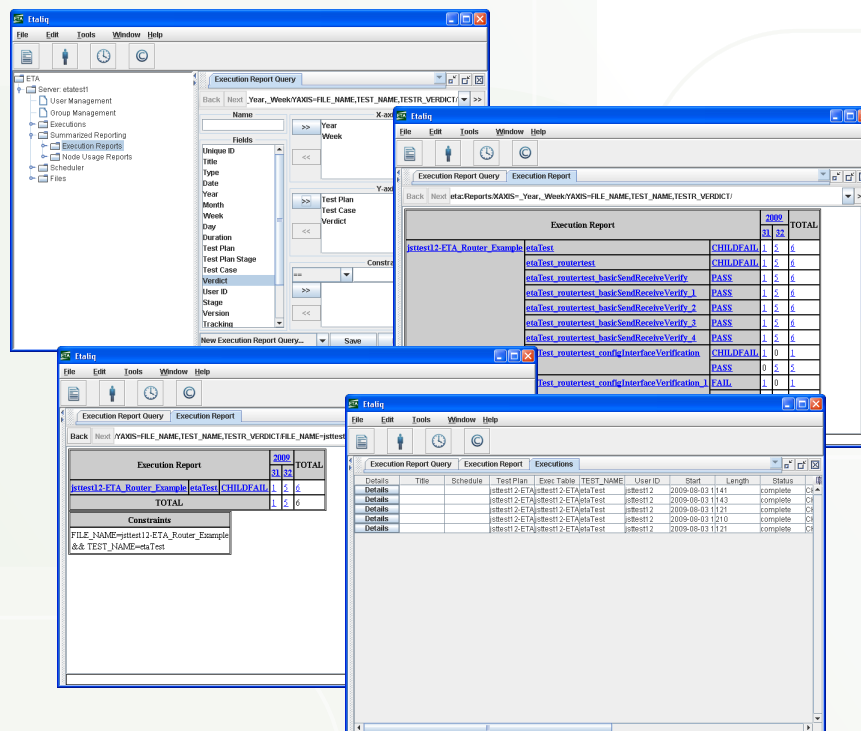 Etaliq
File Edit Tools Window Help
ETA
Server: etatest1
User Management
Group Management
Executions
Summarized Reporting
Execution Reports
Node Usage Reports
Scheduler
Files
Execution Report Query
Back Next _Year,_Week/YAXIS=FILE_NAME,TEST_NAME,TESTR_VERDICT/ >>
Name
Fields
Unique ID
Title
Type
Date
Year
Month
Week
Day
Duration
Test Plan
Test Plan Stage
Test Case
Verdict
User ID
Stage
Version
Tracking
>>
<<
Year
Week
>>
<<
Test Plan
Test Case
Verdict
==
>>
<<
New Execution Report Query... Save
Etaliq
File Edit Tools Window Help
Execution Report Query Execution Report
Back Next eta:/Reports/XAXIS=_Year,_Week/YAXIS=FILE_NAME,TEST_NAME,TESTR_VERDICT/
Execution Report 2009 TOTAL
31 32
jsttest12-ETA_Router_Example etaTest CHILDFAIL 1 5 6
etaTest_routertest CHILDFAIL 1 5 6
etaTest_routertest_basicSendReceiveVerify PASS 1 5 6
etaTest_routertest_basicSendReceiveVerify_1 PASS 1 5 6
etaTest_routertest_basicSendReceiveVerify_2 PASS 1 5 6
etaTest_routertest_basicSendReceiveVerify_3 PASS 1 5 6
etaTest_routertest_basicSendReceiveVerify_4 PASS 1 5 6
Test_routertest_configInterfaceVerification CHILDFAIL 1 0 1
PASS 0 5 5
Test_routertest_configInterfaceVerification_1 FAIL 1 0 1
Etaliq
File Edit Tools Window Help
Execution Report Query Execution Report
Back Next /YAXIS=FILE_NAME,TEST_NAME,TESTR_VERDICT/FILE_NAME=jsttest
Execution Report 2009 TOTAL
31 32
jsttest12-ETA_Router_Example etaTest CHILDFAIL 1 5 6
TOTAL 1 5 6
Constraints
FILE_NAME=jsttest12-ETA_Router_Example
&& TEST_NAME=etaTest
Etaliq
File Edit Tools Window Help
Execution Report Query Execution Report Executions
Details Title Schedule Test Plan Exec Table TEST_NAME User ID Start Length Status
Details jsttest12-ETA jsttest12-ETA etaTest jsttest12 2009-08-03 1 141 complete
Details jsttest12-ETA jsttest12-ETA etaTest jsttest12 2009-08-03 1 143 complete
Details jsttest12-ETA jsttest12-ETA etaTest jsttest12 2009-08-03 1 121 complete
Details jsttest12-ETA jsttest12-ETA etaTest jsttest12 2009-08-03 1 210 complete
Details jsttest12-ETA jsttest12-ETA etaTest jsttest12 2009-08-03 1 121 complete